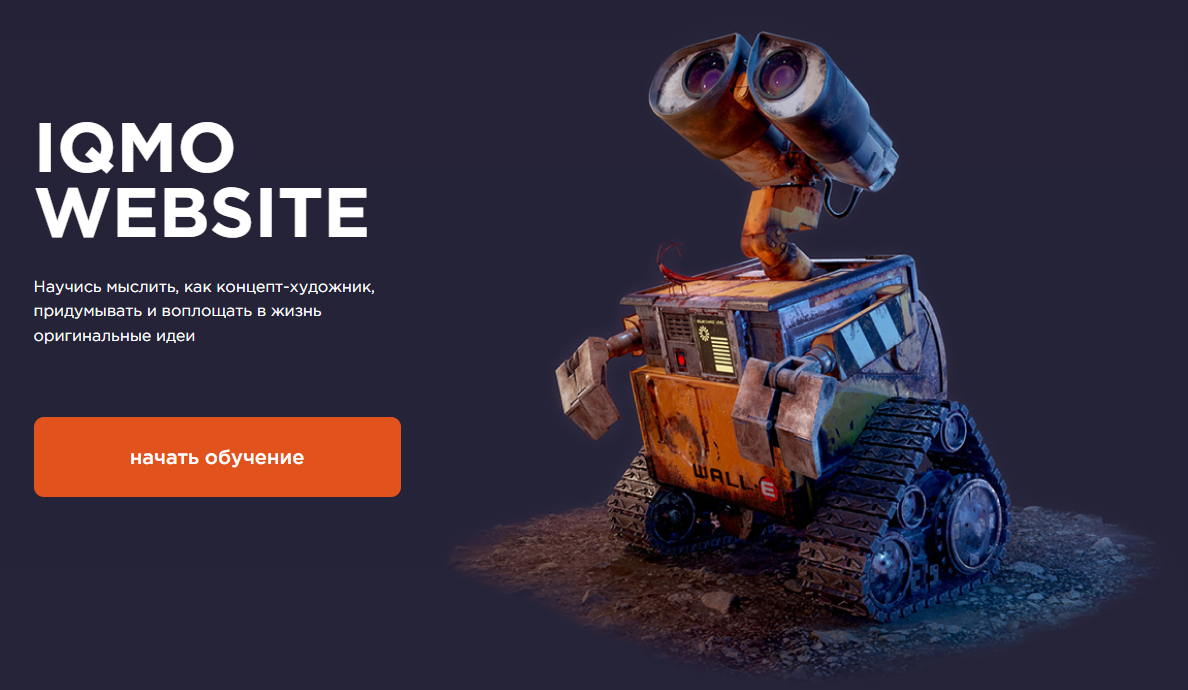 IQMO
WEBSITE
Научись мыслить, как концепт-художник,
придумывать и воплощать в жизнь
оригинальные идеи
начать обучение
WALL·E